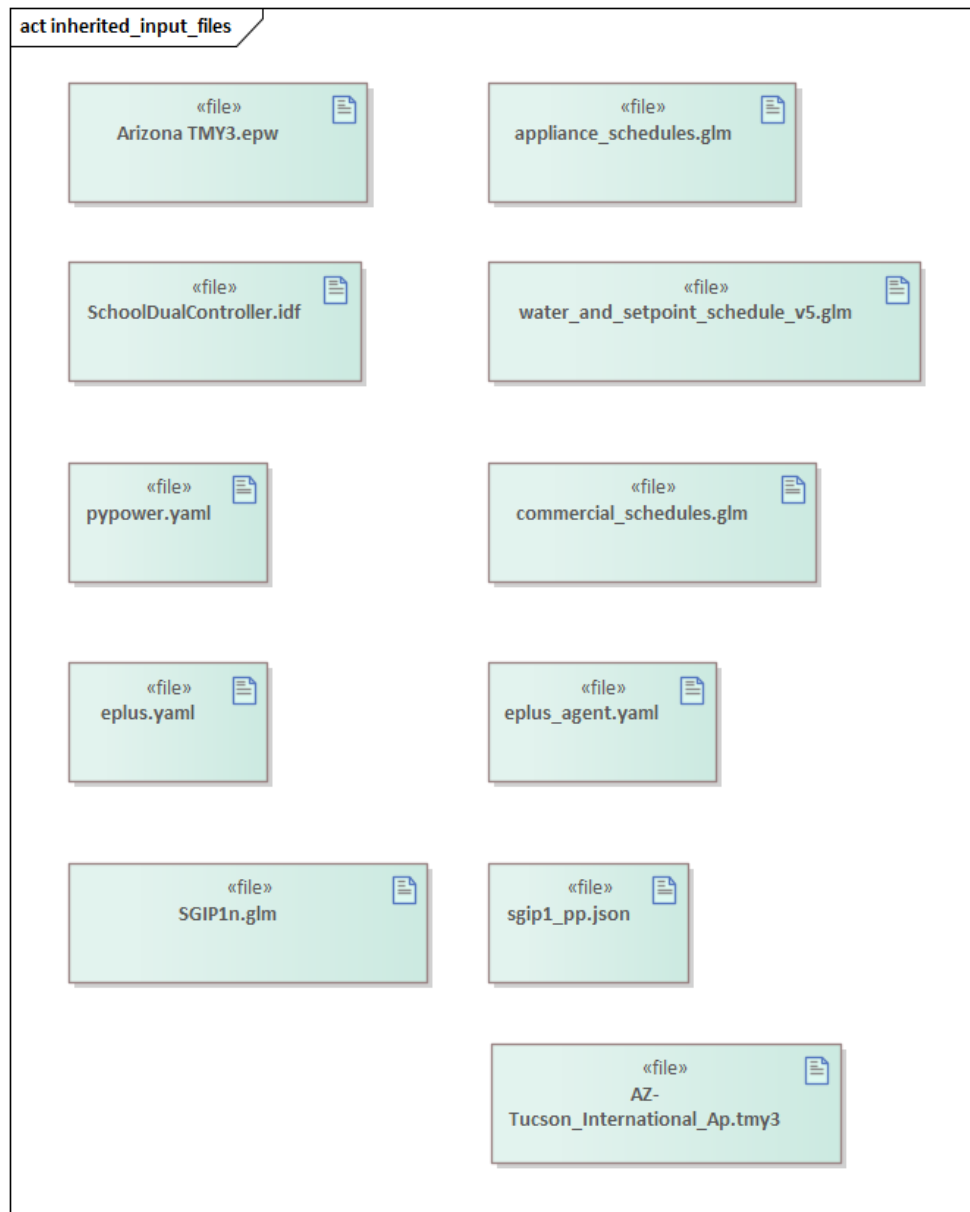 act inherited_input_files
«file»
Arizona TMY3.epw
«file»
appliance_schedules.glm
«file»
SchoolDualController.idf
«file»
water_and_setpoint_schedule_v5.glm
«file»
pypower.yaml
«file»
commercial_schedules.glm
«file»
eplus.yaml
«file»
eplus_agent.yaml
«file»
SGIP1n.glm
«file»
sgip1_pp.json
«file»
AZ-
Tucson_International_Ap.tmy3